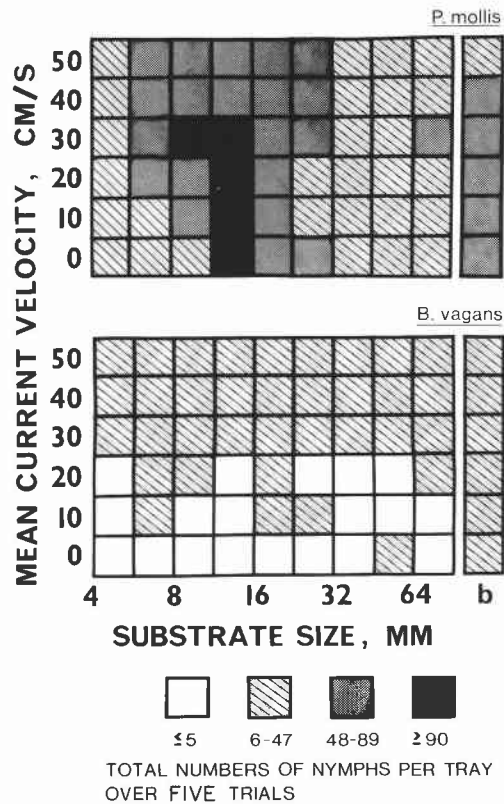 P. mollis
50
40
30
20
10
0
B. vagans
50
40
30
20
10
0
MEAN CURRENT VELOCITY, CM/S
4 8 16 32 64 b
SUBSTRATE SIZE, MM
≤5 6-47 48-89 ≥90
TOTAL NUMBERS OF NYMPHS PER TRAY
OVER FIVE TRIALS